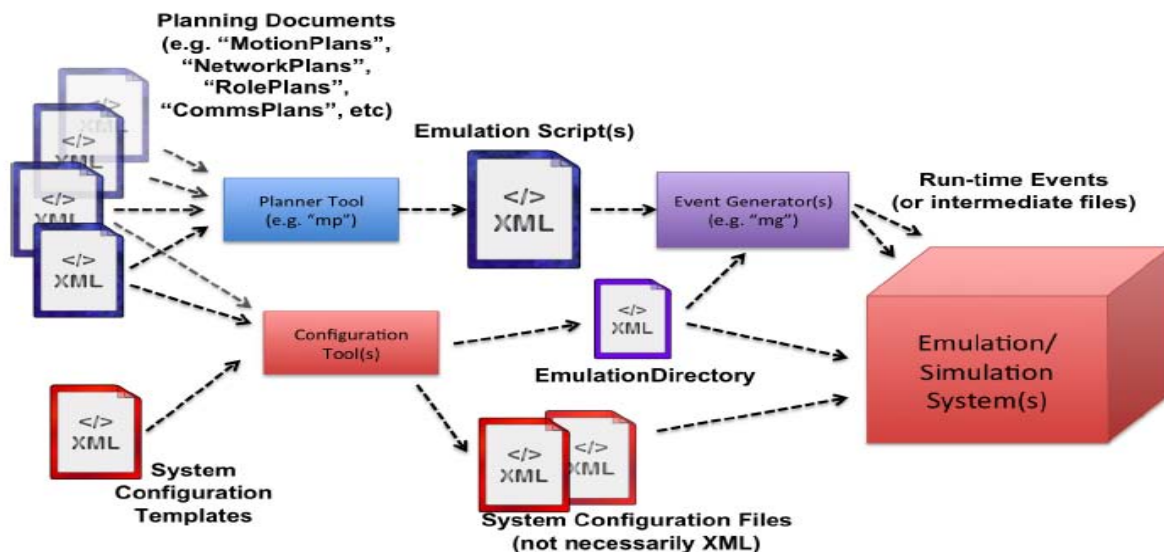 Planning Documents
(e.g. “MotionPlans”,
“NetworkPlans”,
“RolePlans”,
“CommsPlans”, etc)
</>
XML
</>
XML
</>
XML
</>
XML
Planner Tool
(e.g. “mp”)
Emulation Script(s)
</>
XML
Event Generator(s)
(e.g. “mg”)
Run-time Events
(or intermediate files)
Configuration
Tool(s)
</>
XML
EmulationDirectory
Emulation/
Simulation
System(s)
</>
XML
System
Configuration
Templates
</>
XML
</>
XML
System Configuration Files
(not necessarily XML)